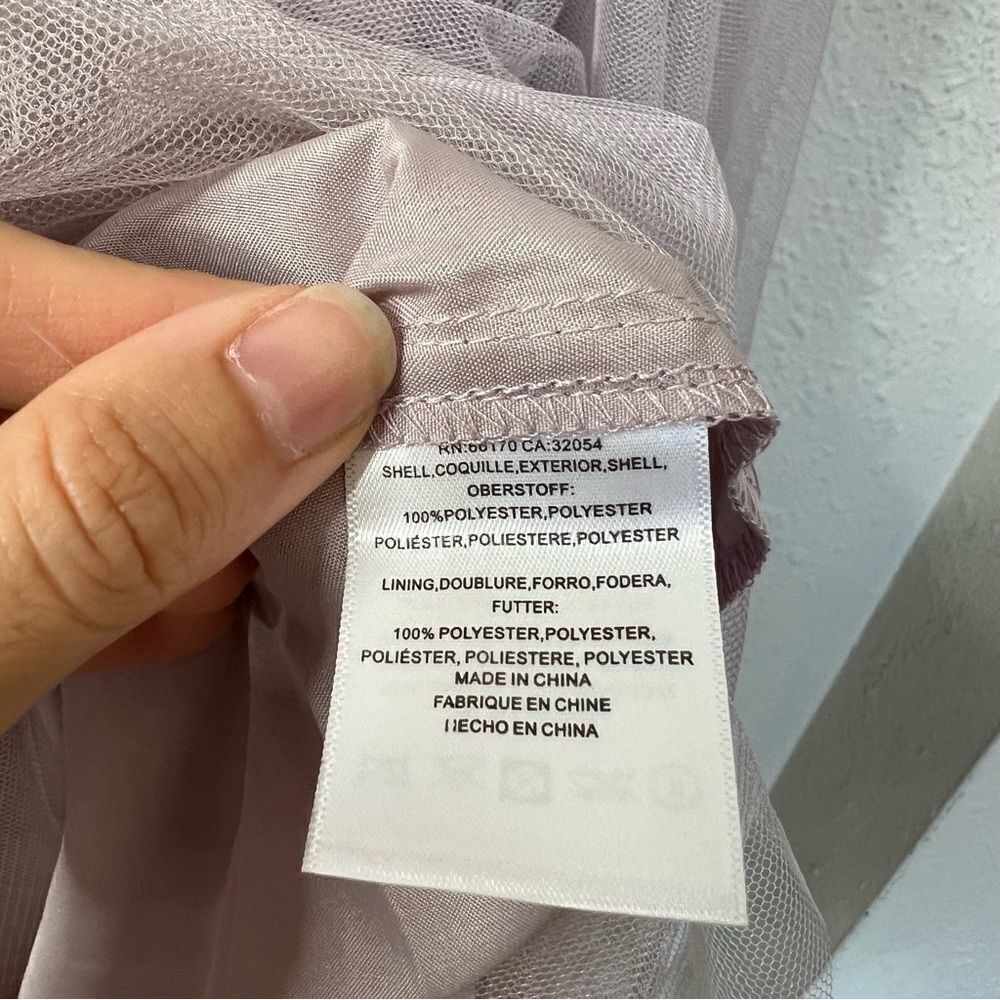 RN:66170 CA:32054
SHELL,COQUILLE,EXTERIOR,SHELL,
OBERSTOFF:
100%POLYESTER,POLYESTER
POLIÉSTER,POLIESTERE,POLYESTER
LINING,DOUBLURE,FORRO,FODERA,
FUTTER:
100% POLYESTER,POLYESTER,
POLIÉSTER, POLIESTERE, POLYESTER
MADE IN CHINA
FABRIQUE EN CHINE
HECHO EN CHINA